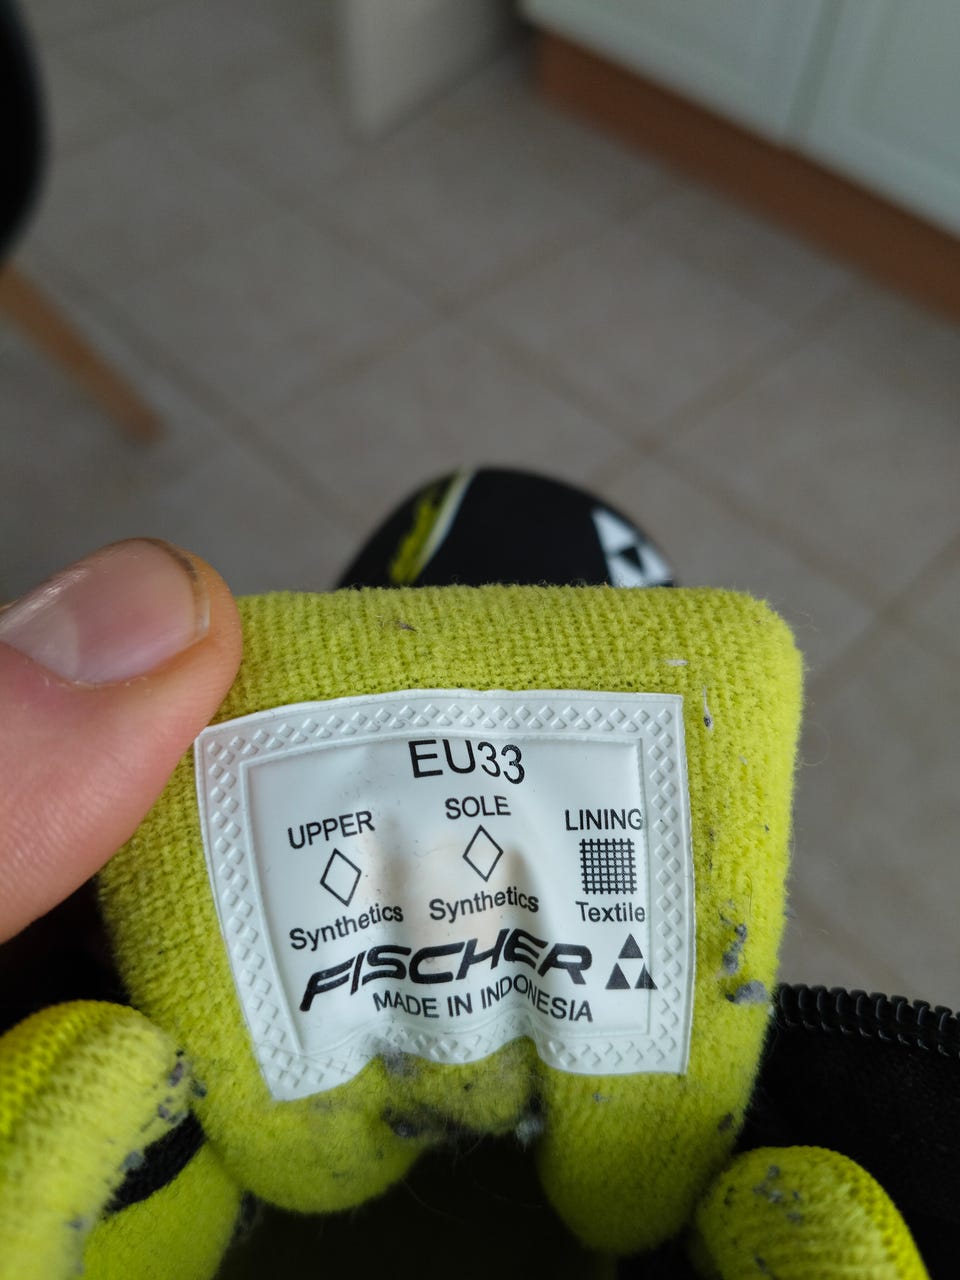 EU33
UPPER SOLE LINING
Synthetics Synthetics Textile
FISCHER
MADE IN INDONESIA